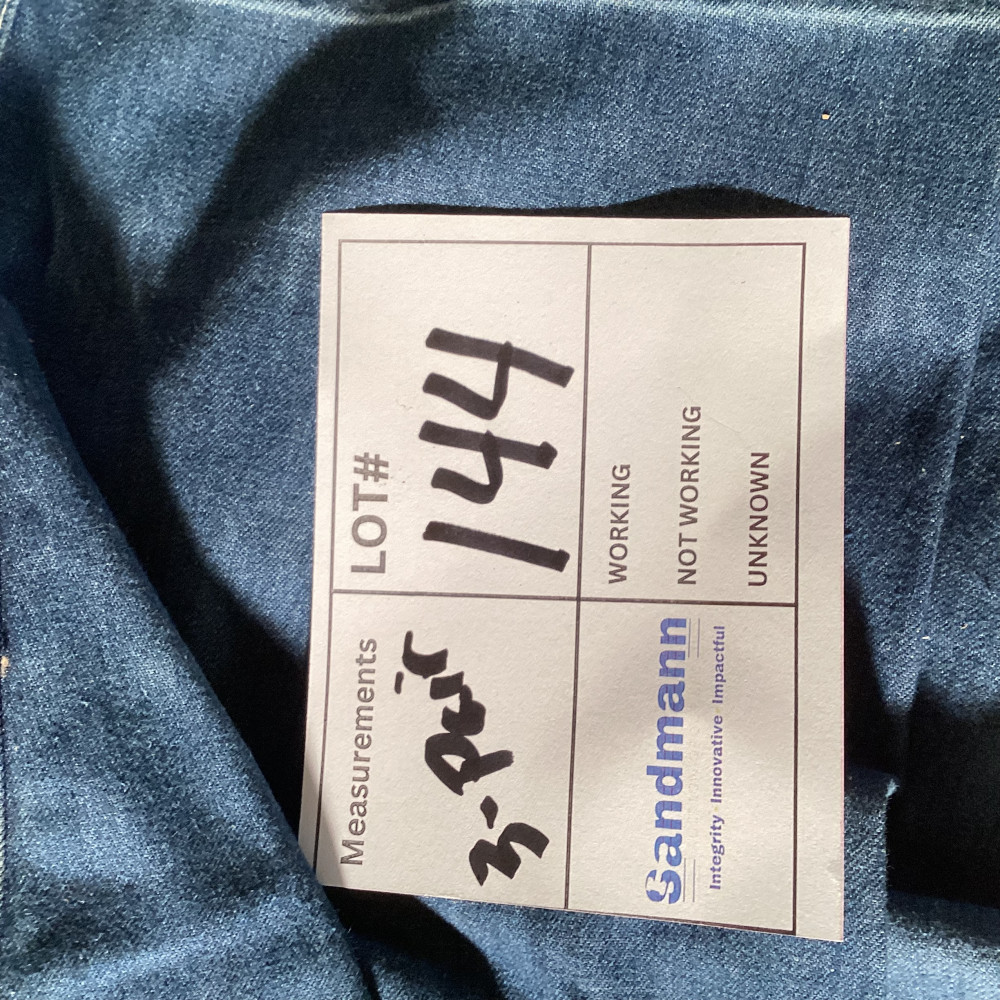 Measurements
3-pair
LOT#
144
Sandmann
Integrity Innovative Impactful
WORKING
NOT WORKING
UNKNOWN